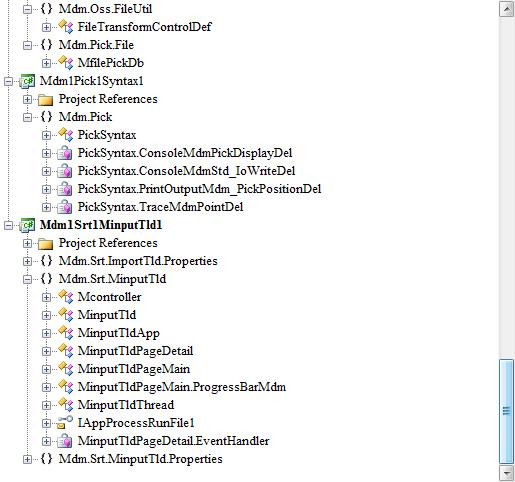 {} Mdm.Oss.FileUtil
FileTransformControlDef
{} Mdm.Pick.File
MfilePickDb
C# Mdm1Pick1Syntax1
Project References
{} Mdm.Pick
PickSyntax
PickSyntax.ConsoleMdmPickDisplayDel
PickSyntax.ConsoleMdmStd_IoWriteDel
PickSyntax.PrintOutputMdm_PickPositionDel
PickSyntax.TraceMdmPointDel
C# Mdm1Srt1MinputTld1
Project References
{} Mdm.Srt.ImportTld.Properties
{} Mdm.Srt.MinputTld
Mcontroller
MinputTld
MinputTldApp
MinputTldPageDetail
MinputTldPageMain
MinputTldPageMain.ProgressBarMdm
MinputTldThread
IAppProcessRunFile1
MinputTldPageDetail.EventHandler
{} Mdm.Srt.MinputTld.Properties